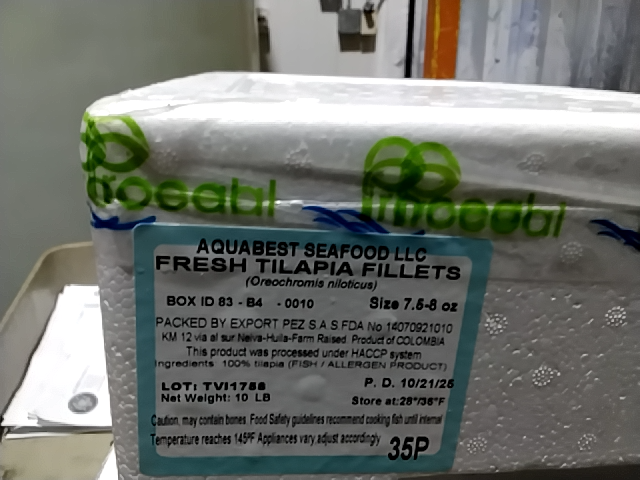 AQUABEST SEAFOOD LLC
FRESH TILAPIA FILLETS
(Oreochromis niloticus)
BOX ID 83 - B4 - 0010 Size 7.5-8 oz
PACKED BY EXPORT PEZ S.A.S FDA No 14070921010
KM 12 via al sur Neiva-Huila-Farm Raised. Product of COLOMBIA
This product was processed under HACCP system
Ingredients 100% tilapia (FISH / ALLERGEN PRODUCT)
LOT: TVI1758 P. D. 10/21/25
Net Weight: 10 LB Store at:28°/36°F
Caution, may contain bones. Food Safety guidelines recommend cooking fish until internal
Temperature reaches 145ºF Appliances vary adjust accordingly
35P